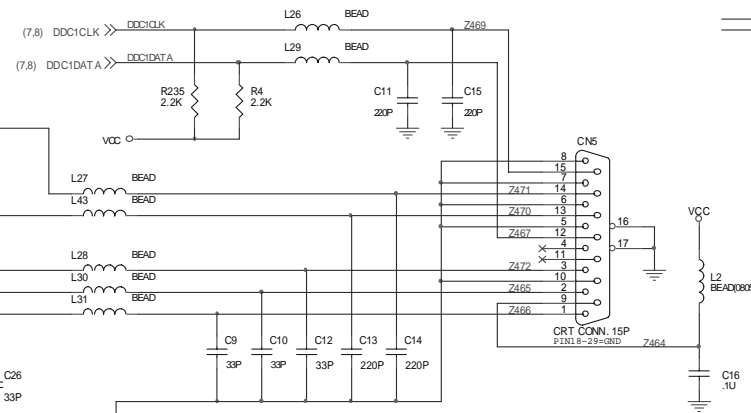 L26 BEAD
(7,8) DDC1CLK DDC1CLK Z469
L29 BEAD
(7,8) DDC1DATA DDC1DATA
R235 2.2K
R4 2.2K
C11 220P
C15 220P
VCC
CN5
8
15
7
L27 BEAD
Z471 14
6
L43 BEAD
Z470 13
5
16
Z467 12
4
17
11
L28 BEAD
Z472 3
10
L30 BEAD
Z465 2
9
L31 BEAD
Z466 1
VCC
L2
BEAD(0805
CRT CONN. 15P
PIN18-29=GND
Z464
C9 33P
C10 33P
C12 33P
C13 220P
C14 220P
C16
.1U
C26
33P